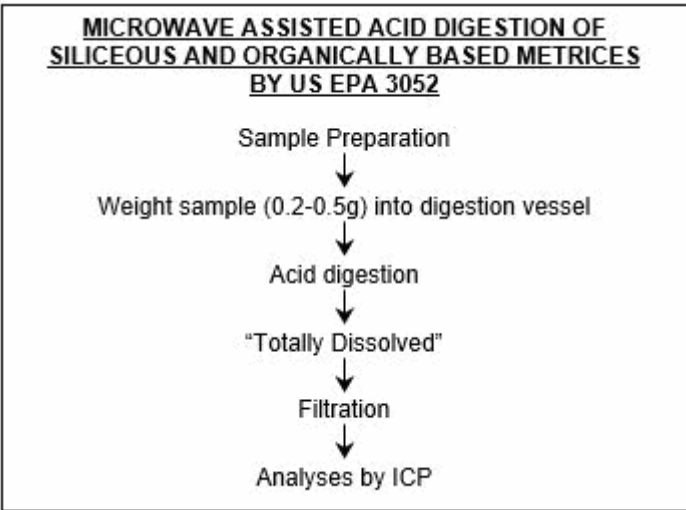 MICROWAVE ASSISTED ACID DIGESTION OF
SILICEOUS AND ORGANICALLY BASED METRICES
BY US EPA 3052
Sample Preparation
Weight sample (0.2-0.5g) into digestion vessel
Acid digestion
“Totally Dissolved”
Filtration
Analyses by ICP